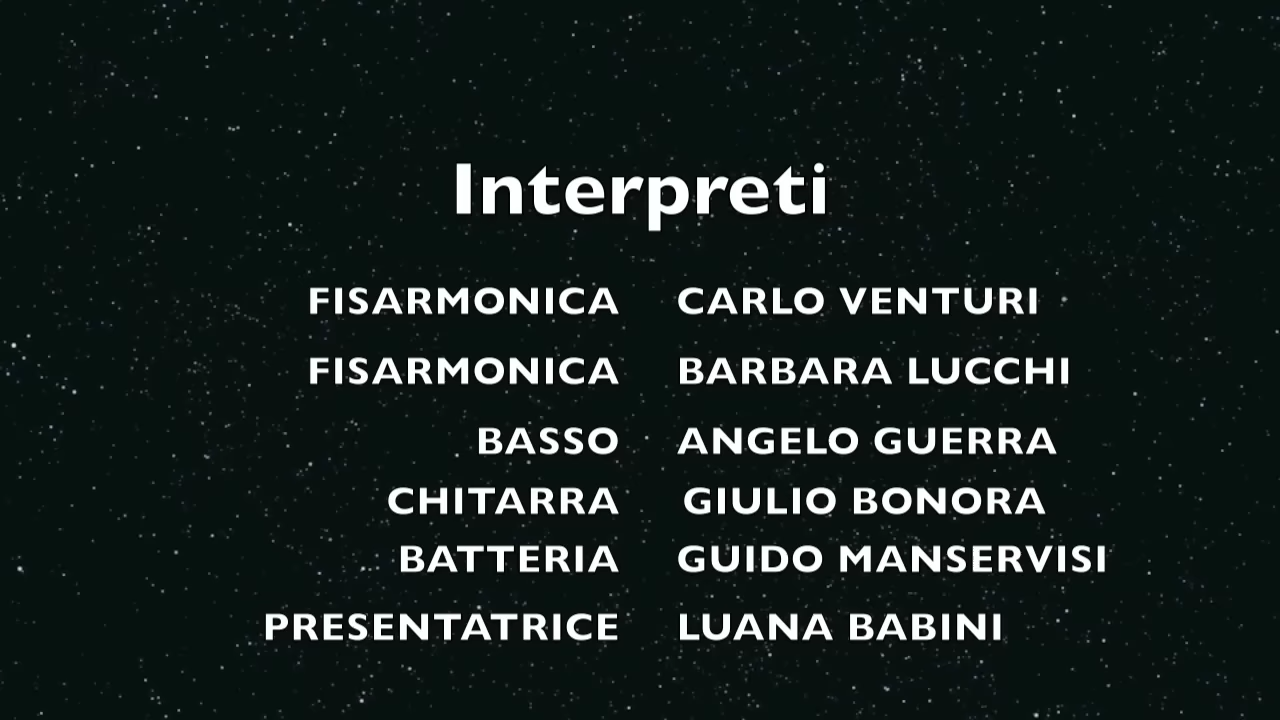 Interpreti
FISARMONICA CARLO VENTURI
FISARMONICA BARBARA LUCCHI
BASSO ANGELO GUERRA
CHITARRA GIULIO BONORA
BATTERIA GUIDO MANSERVISI
PRESENTATRICE LUANA BABINI